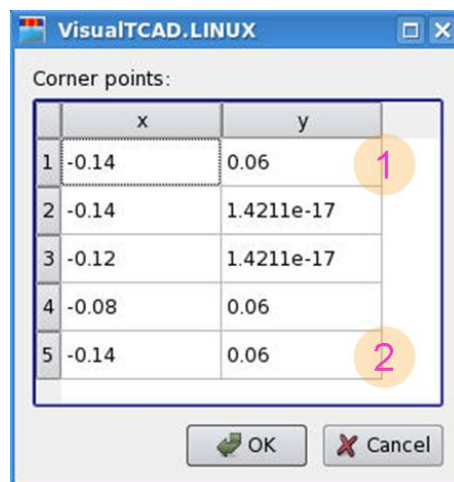 VisualTCAD.LINUX
Corner points:
x y
1 -0.14 0.06 1
2 -0.14 1.4211e-17
3 -0.12 1.4211e-17
4 -0.08 0.06
5 -0.14 0.06 2
OK Cancel